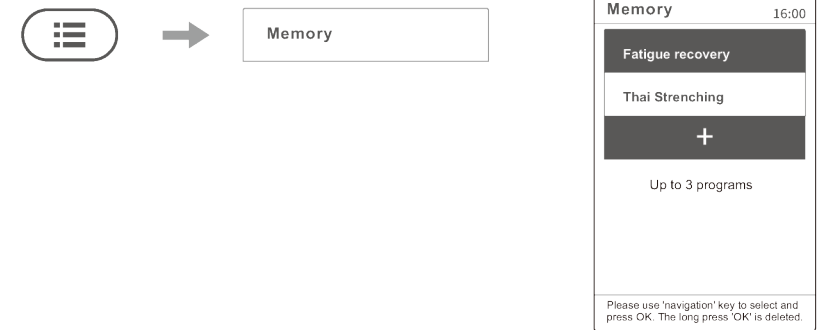 Memory
Memory 16:00
Fatigue recovery
Thai Strenching
+
Up to 3 programs
Please use 'navigation' key to select and
press OK. The long press 'OK' is deleted.